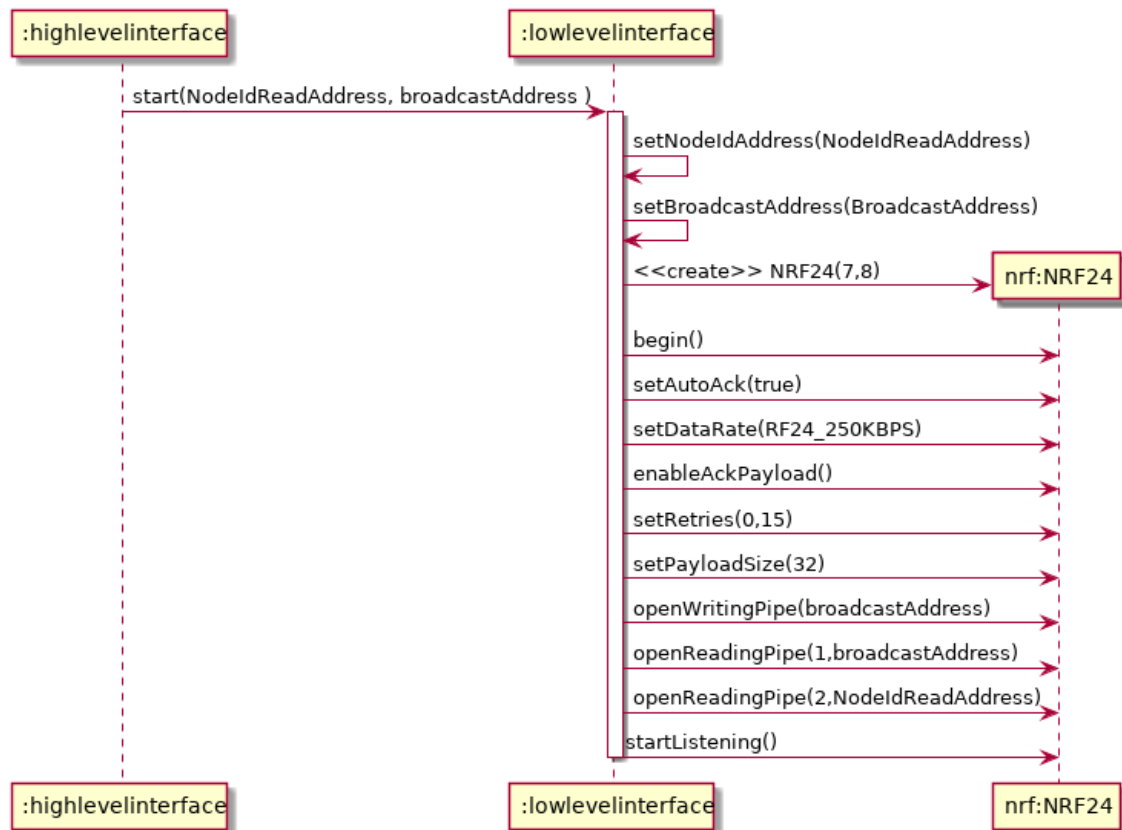 :highlevelinterface
:lowlevelinterface
start(NodeIdReadAddress, broadcastAddress )
setNodeIdAddress(NodeIdReadAddress)
setBroadcastAddress(BroadcastAddress)
<<create>> NRF24(7,8)
nrf:NRF24
begin()
setAutoAck(true)
setDataRate(RF24_250KBPS)
enableAckPayload()
setRetries(0,15)
setPayloadSize(32)
openWritingPipe(broadcastAddress)
openReadingPipe(1,broadcastAddress)
openReadingPipe(2,NodeIdReadAddress)
startListening()
:highlevelinterface
:lowlevelinterface
nrf:NRF24